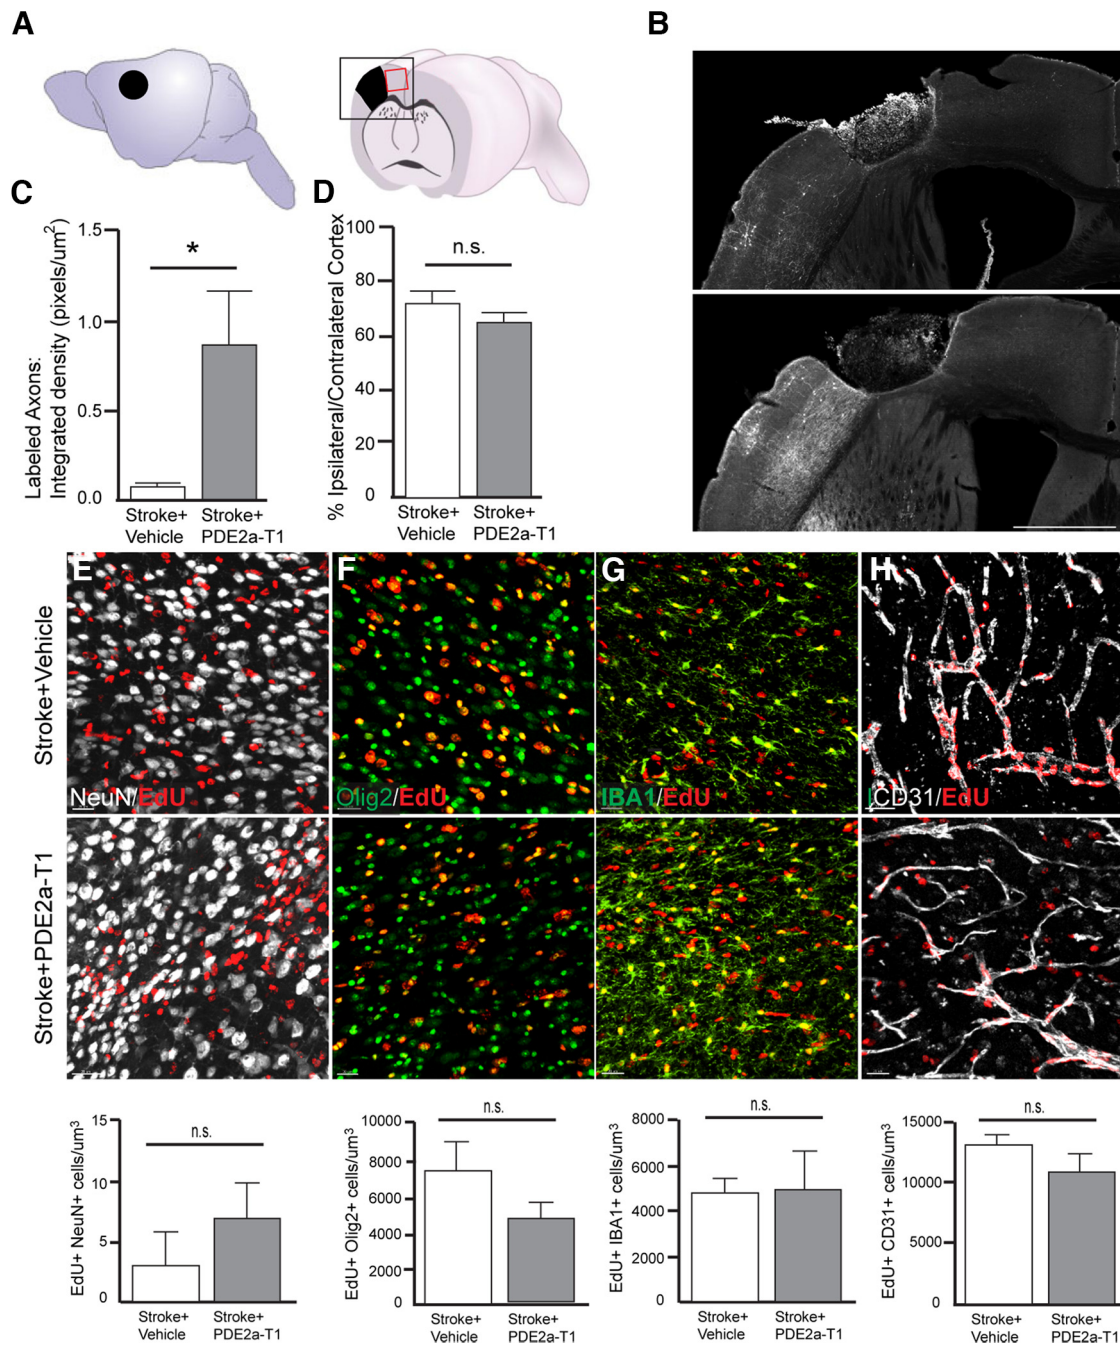 A
B
C
D
Labeled Axons:
Integrated density (pixels/um²)
1.5
1.0
0.5
0.0
*
Stroke+
Vehicle
Stroke+
PDE2a-T1
% Ipsilateral/Contralateral Cortex
100
80
60
40
20
0
n.s.
Stroke+
Vehicle
Stroke+
PDE2a-T1
E
F
G
H
Stroke+Vehicle
NeuN/EdU
Olig2/EdU
IBA1/EdU
CD31/EdU
Stroke+PDE2a-T1
EdU+ NeuN+ cells/um³
15
10
5
0
n.s.
Stroke+
Vehicle
Stroke+
PDE2a-T1
EdU+ Olig2+ cells/um³
10000
8000
6000
4000
2000
0
n.s.
Stroke+
Vehicle
Stroke+
PDE2a-T1
EdU+ IBA1+ cells/um³
8000
6000
4000
2000
0
n.s.
Stroke+
Vehicle
Stroke+
PDE2a-T1
EdU+ CD31+ cells/um³
15000
10000
5000
0
n.s.
Stroke+
Vehicle
Stroke+
PDE2a-T1